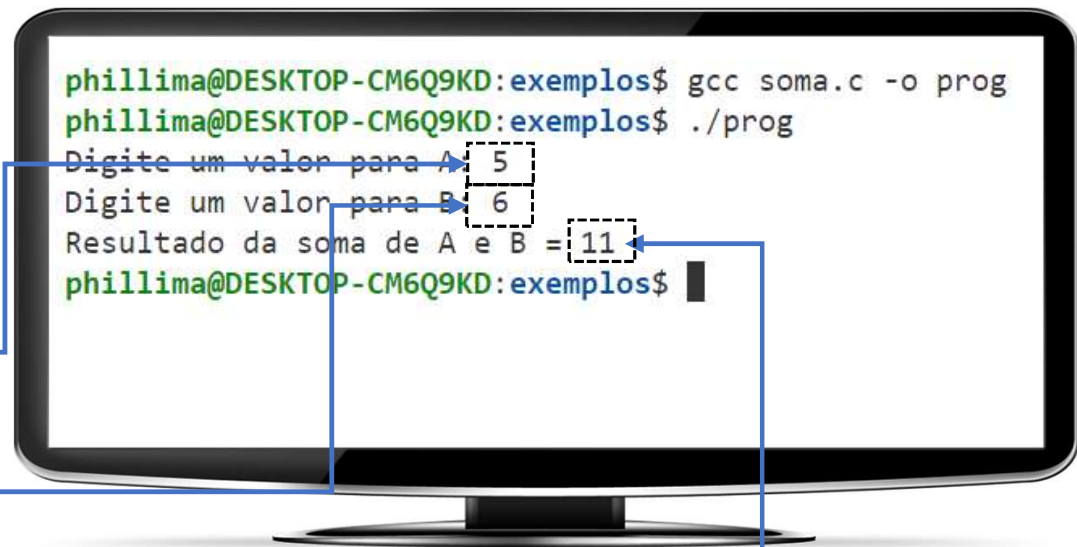 phillima@DESKTOP-CM6Q9KD:exemplos$ gcc soma.c -o prog
phillima@DESKTOP-CM6Q9KD:exemplos$ ./prog
Digite um valor para A: 5
Digite um valor para B: 6
Resultado da soma de A e B = 11
phillima@DESKTOP-CM6Q9KD:exemplos$